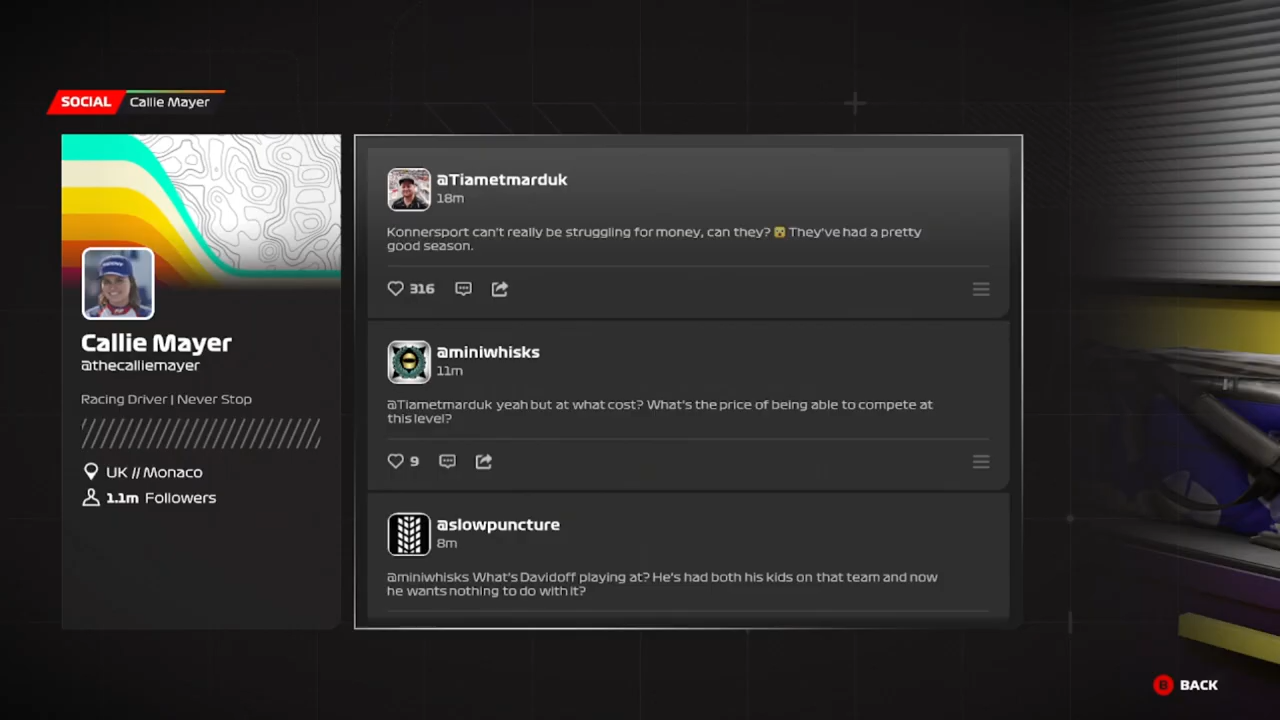 SOCIAL Callie Mayer
Callie Mayer
@thecalliemayer
Racing Driver | Never Stop
UK // Monaco
1.1m Followers
@Tiametmarduk
18m
Konnersport can't really be struggling for money, can they? 😮 They've had a pretty
good season.
316
@miniwhisks
11m
@Tiametmarduk yeah but at what cost? What's the price of being able to compete at
this level?
9
@slowpuncture
8m
@miniwhisks What's Davidoff playing at? He's had both his kids on that team and now
he wants nothing to do with it?
B BACK